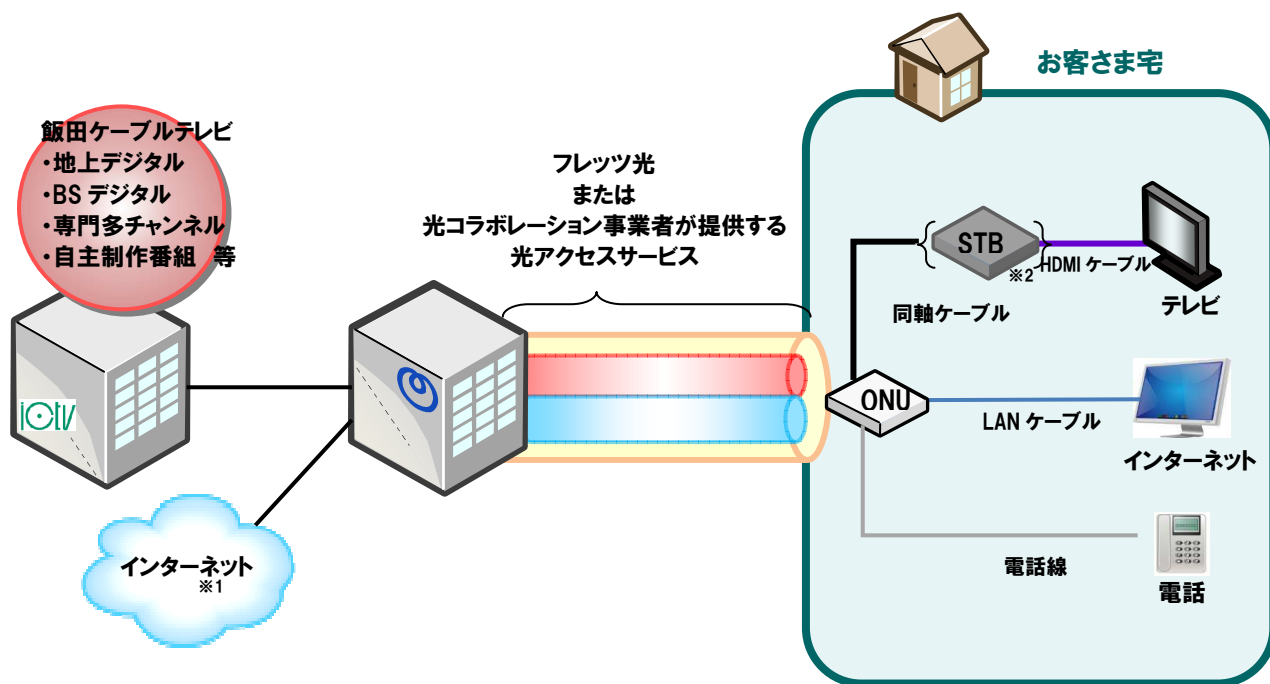 お客さま宅
飯田ケーブルテレビ
・地上デジタル
・BS デジタル
・専門多チャンネル
・自主制作番組　等
フレッツ光
または
光コラボレーション事業者が提供する
光アクセスサービス
STB
※2
HDMI ケーブル
テレビ
同軸ケーブル
ONU
LAN ケーブル
インターネット
電話線
電話
iCtv
インターネット
※1